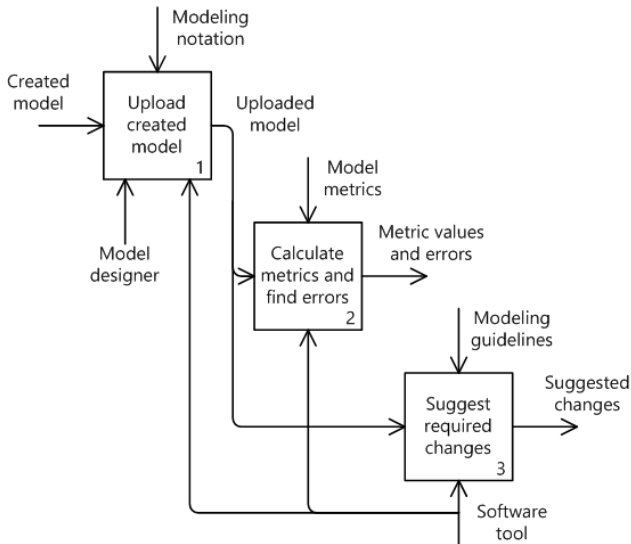 Modeling
notation
Created
model
Upload
created
model
1
Uploaded
model
Model
designer
Model
metrics
Calculate
metrics and
find errors
2
Metric values
and errors
Modeling
guidelines
Suggest
required
changes
3
Suggested
changes
Software
tool